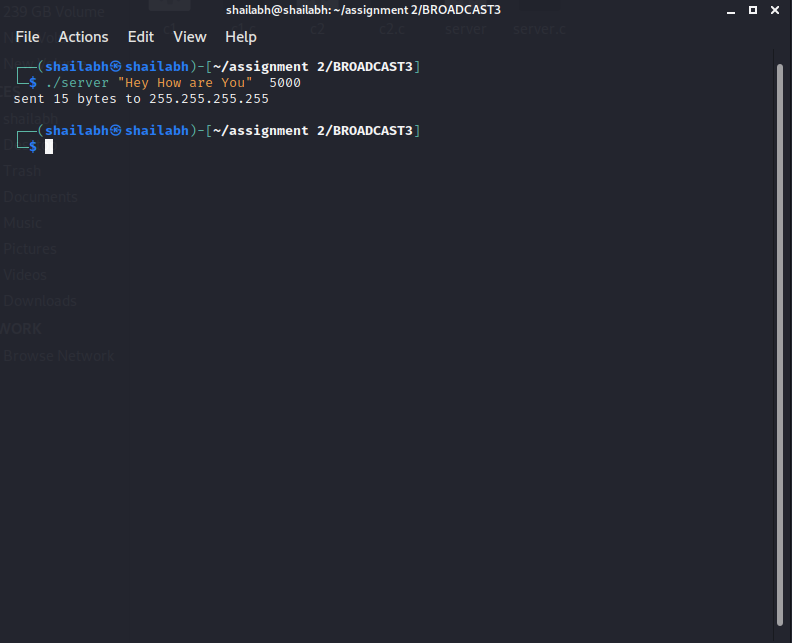 shailabh@shailabh: ~/assignment 2/BROADCAST3
File Actions Edit View Help
┌──(shailabh㉿shailabh)-[~/assignment 2/BROADCAST3]
└─$ ./server "Hey How are You"  5000
sent 15 bytes to 255.255.255.255
┌──(shailabh㉿shailabh)-[~/assignment 2/BROADCAST3]
└─$
239 GB Volume
c2 c2.c server server.c
shailabh
Trash
Documents
Music
Pictures
Videos
Downloads
WORK
Browse Network